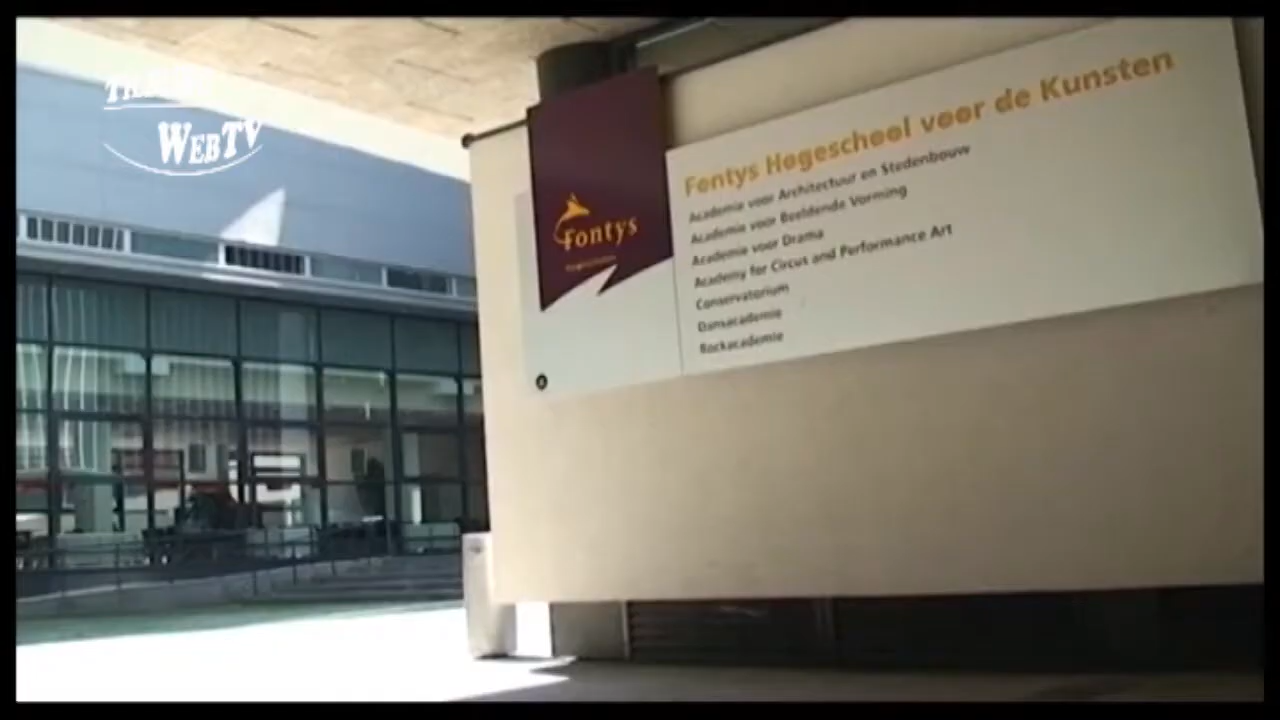 WEBTV
Fontys
Fontys Hogeschool voor de Kunsten
Academie voor Architectuur en Stedenbouw
Academie voor Beeldende Vorming
Academie voor Drama
Academy for Circus and Performance Art
Conservatorium
Dansacademie
Rockacademie